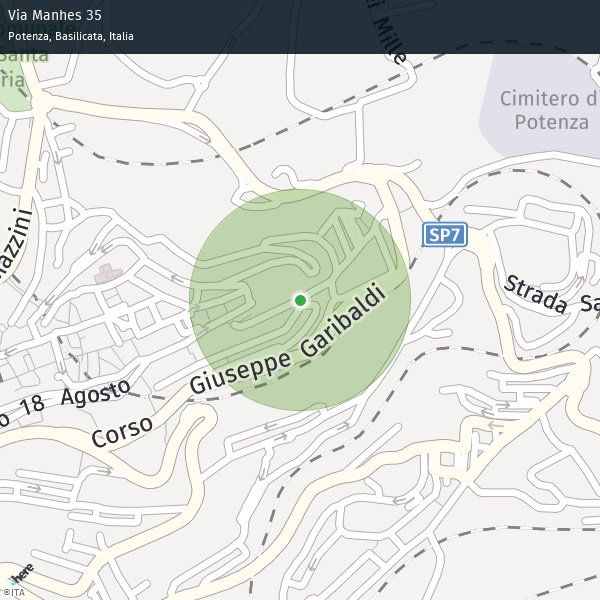 Via Manhes 35
Potenza, Basilicata, Italia
Santa
ria
ei Mille
Cimitero d
Potenza
SP7
Strada Sa
Giuseppe Garibaldi
18 Agosto
Corso
here
©ITA